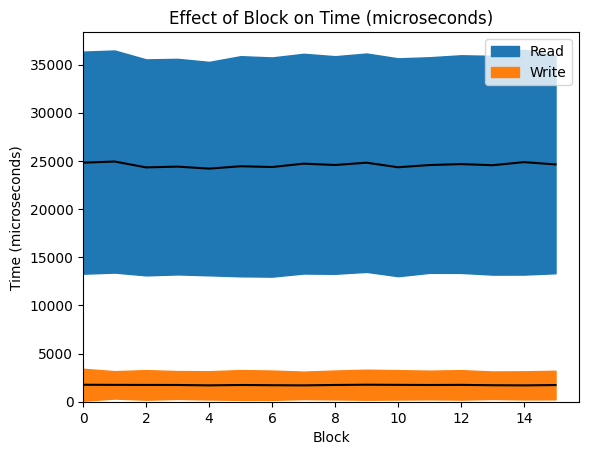 Effect of Block on Time (microseconds)
Read
Write
Time (microseconds)
35000
30000
25000
20000
15000
10000
5000
0
0 2 4 6 8 10 12 14
Block